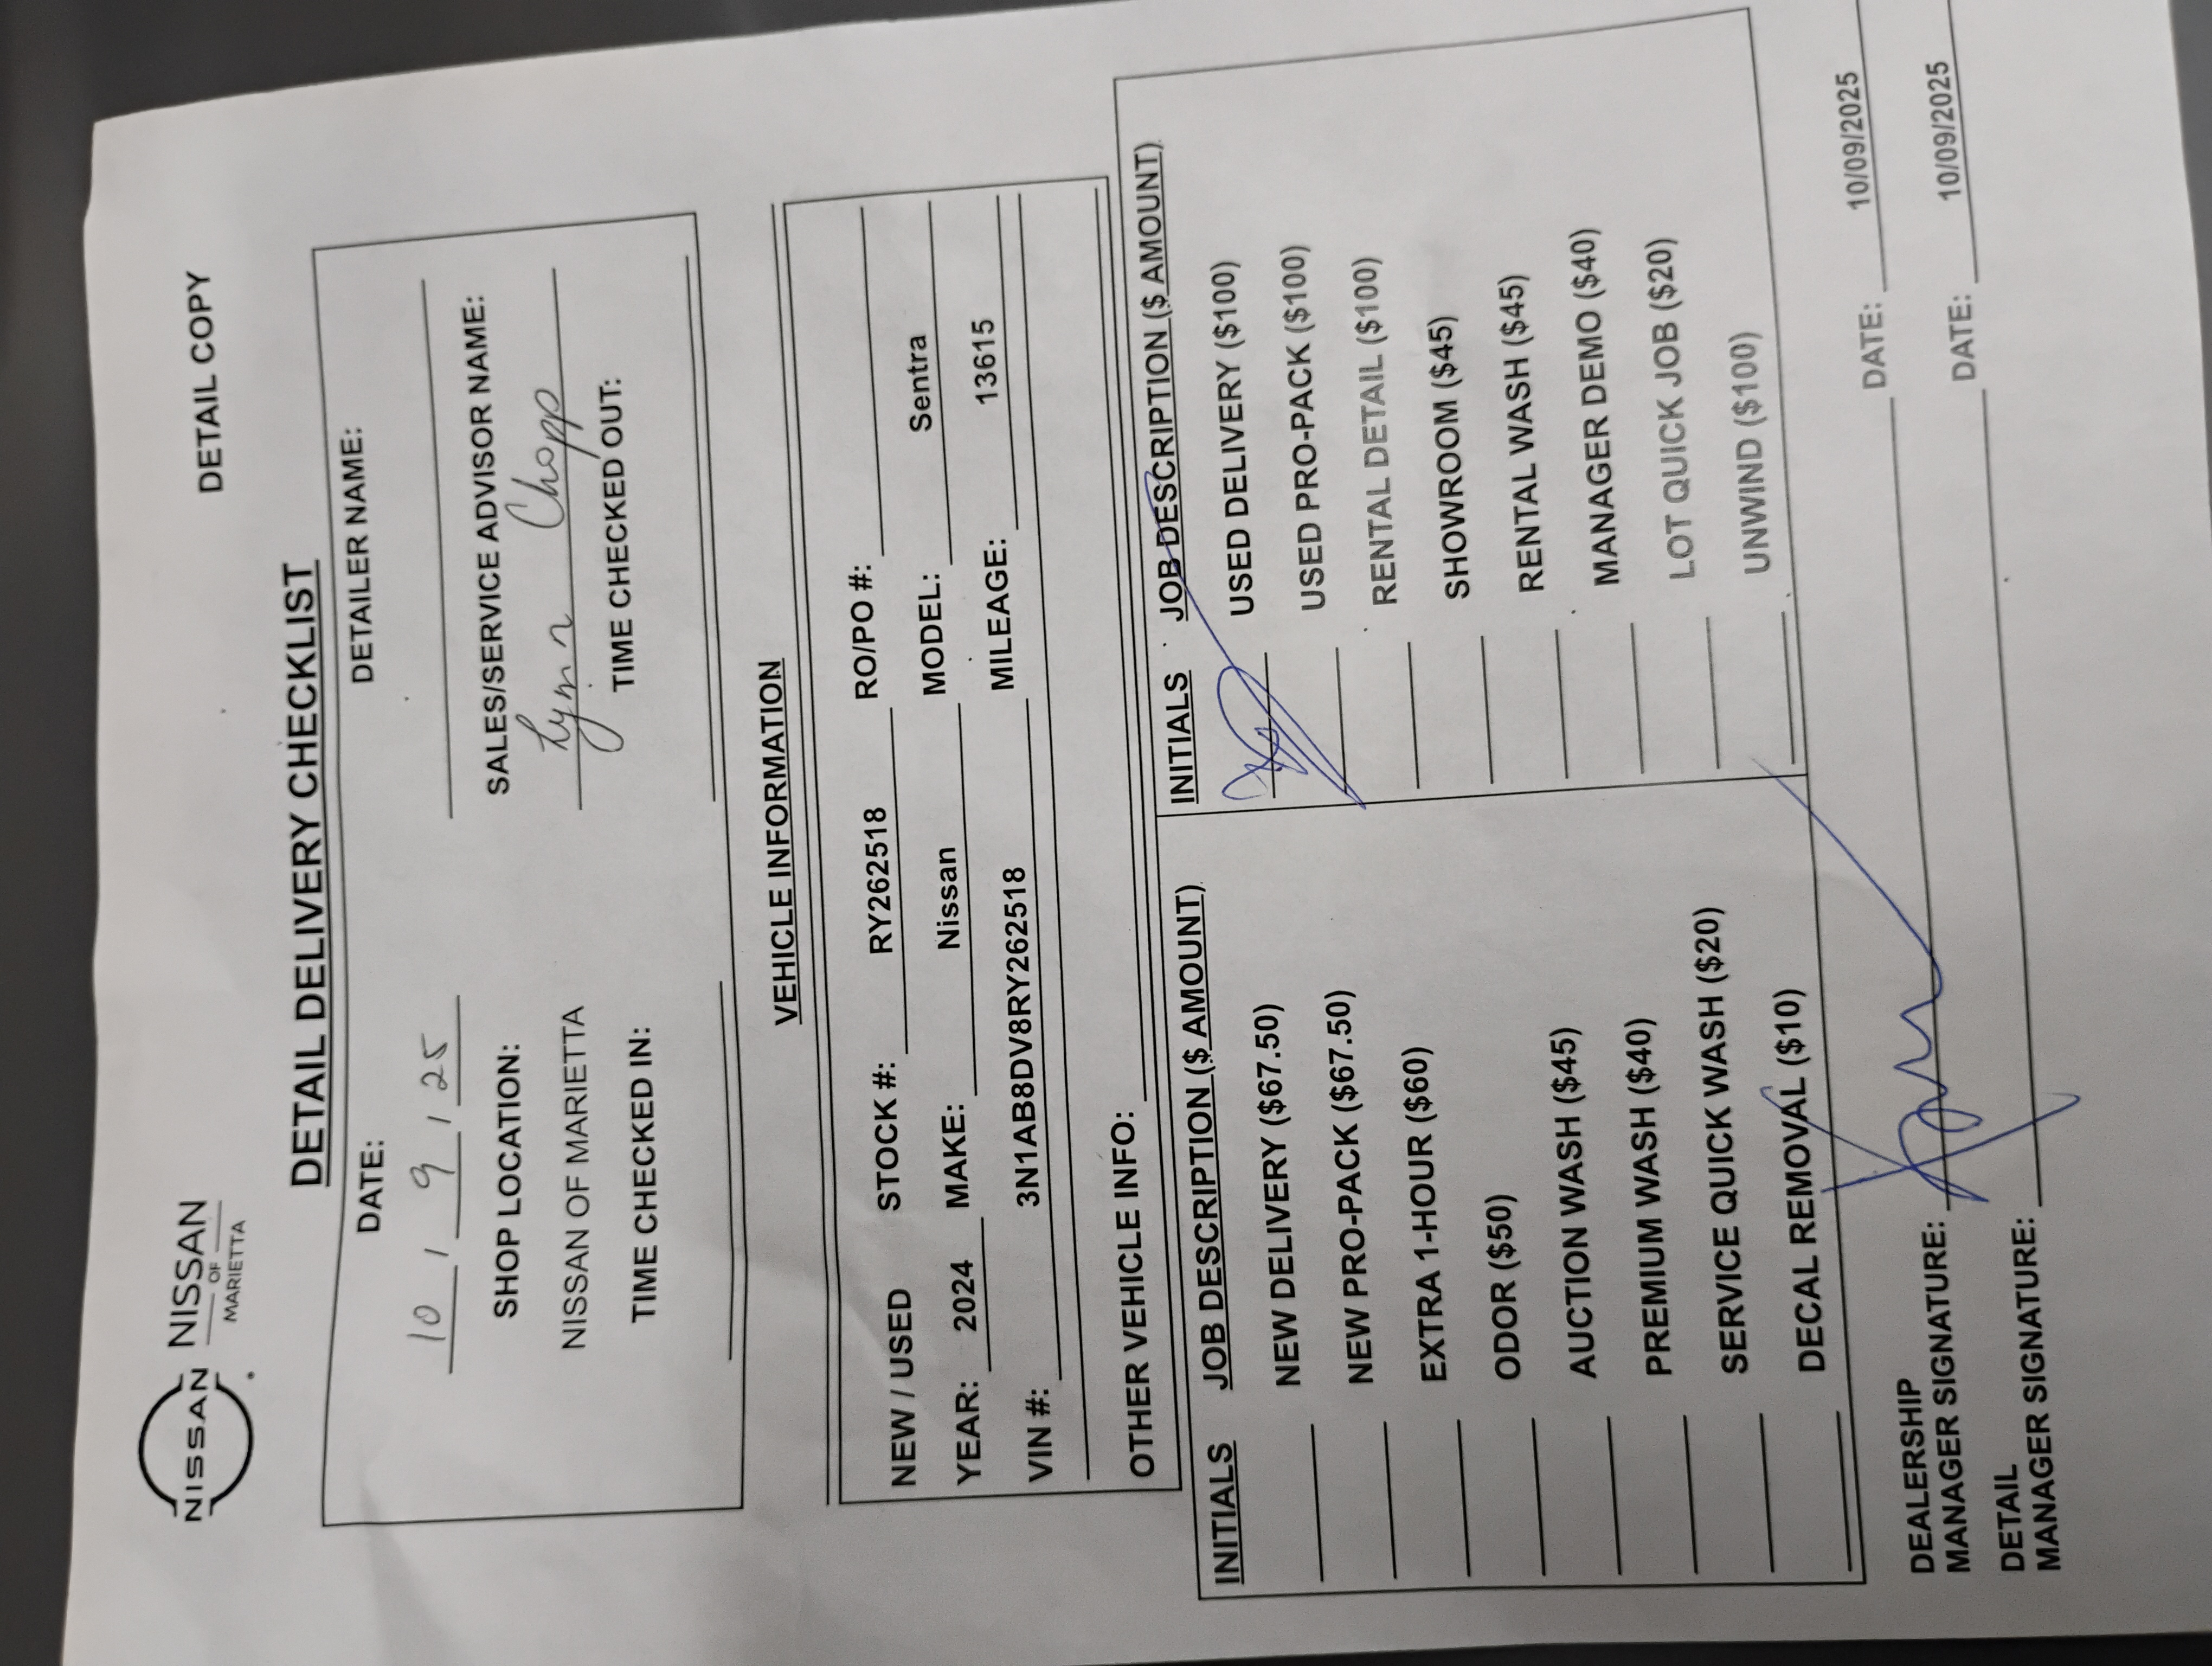 NISSAN NISSAN OF MARIETTA
DETAIL COPY
DETAIL DELIVERY CHECKLIST
DATE: DETAILER NAME:
10 / 9 / 25
SHOP LOCATION: SALES/SERVICE ADVISOR NAME:
NISSAN OF MARIETTA Lynn Chopp
TIME CHECKED IN: TIME CHECKED OUT:
VEHICLE INFORMATION
NEW / USED STOCK #: RY262518 RO/PO #:
YEAR: 2024 MAKE: Nissan MODEL: Sentra
VIN #: 3N1AB8DV8RY262518 MILEAGE: 13615
OTHER VEHICLE INFO:
INITIALS JOB DESCRIPTION ($ AMOUNT) INITIALS JOB DESCRIPTION ($ AMOUNT)
NEW DELIVERY ($67.50) USED DELIVERY ($100)
NEW PRO-PACK ($67.50) USED PRO-PACK ($100)
EXTRA 1-HOUR ($60) RENTAL DETAIL ($100)
ODOR ($50) SHOWROOM ($45)
AUCTION WASH ($45) RENTAL WASH ($45)
PREMIUM WASH ($40) MANAGER DEMO ($40)
SERVICE QUICK WASH ($20) LOT QUICK JOB ($20)
DECAL REMOVAL ($10) UNWIND ($100)
DEALERSHIP
MANAGER SIGNATURE: DATE: 10/09/2025
DETAIL
MANAGER SIGNATURE: DATE: 10/09/2025